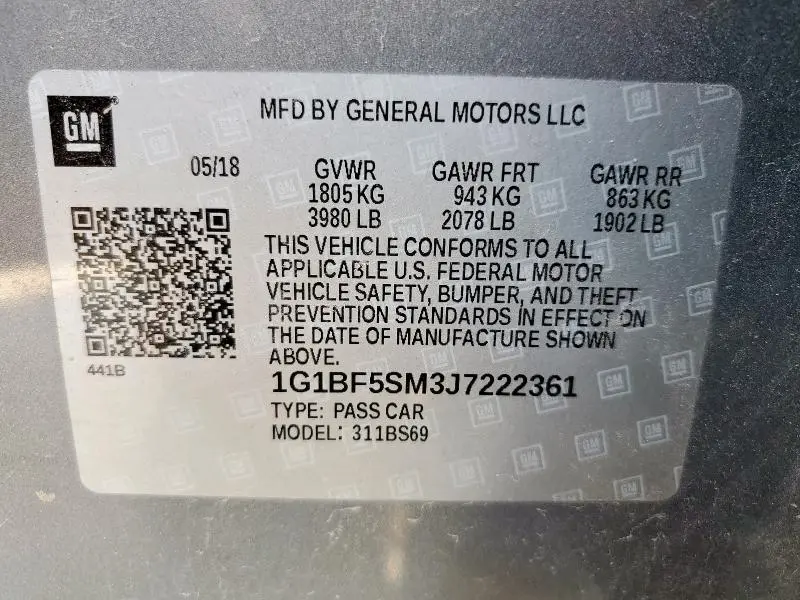 GM
MFD BY GENERAL MOTORS LLC
05/18 GVWR GAWR FRT GAWR RR
1805 KG 943 KG 863 KG
3980 LB 2078 LB 1902 LB
THIS VEHICLE CONFORMS TO ALL
APPLICABLE U.S. FEDERAL MOTOR
VEHICLE SAFETY, BUMPER, AND THEFT
PREVENTION STANDARDS IN EFFECT ON
THE DATE OF MANUFACTURE SHOWN
ABOVE.
441B
1G1BF5SM3J7222361
TYPE: PASS CAR
MODEL: 311BS69